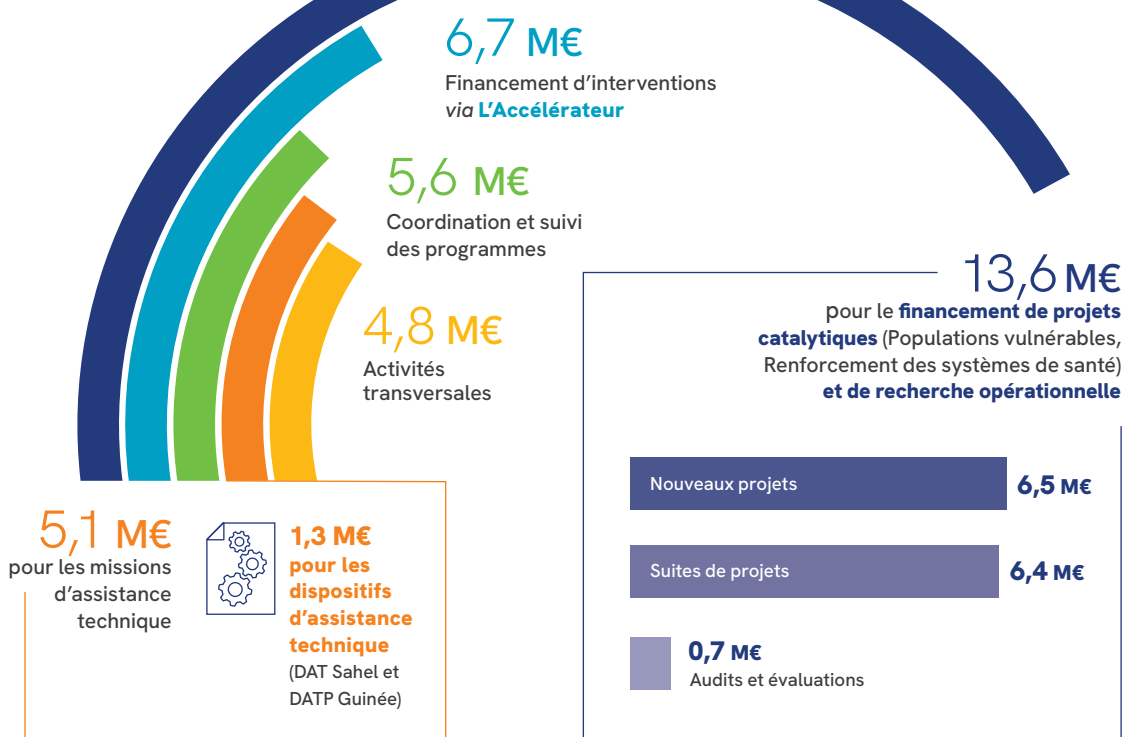 6,7 M€
Financement d'interventions
via L'Accélérateur
5,6 M€
Coordination et suivi
des programmes
4,8 M€
Activités
transversales
13,6 M€
pour le financement de projets
catalytiques (Populations vulnérables,
Renforcement des systèmes de santé)
et de recherche opérationnelle
Nouveaux projets
6,5 M€
Suites de projets
6,4 M€
0,7 M€
Audits et évaluations
5,1 M€
pour les missions
d'assistance
technique
1,3 M€
pour les
dispositifs
d'assistance
technique
(DAT Sahel et
DATP Guinée)